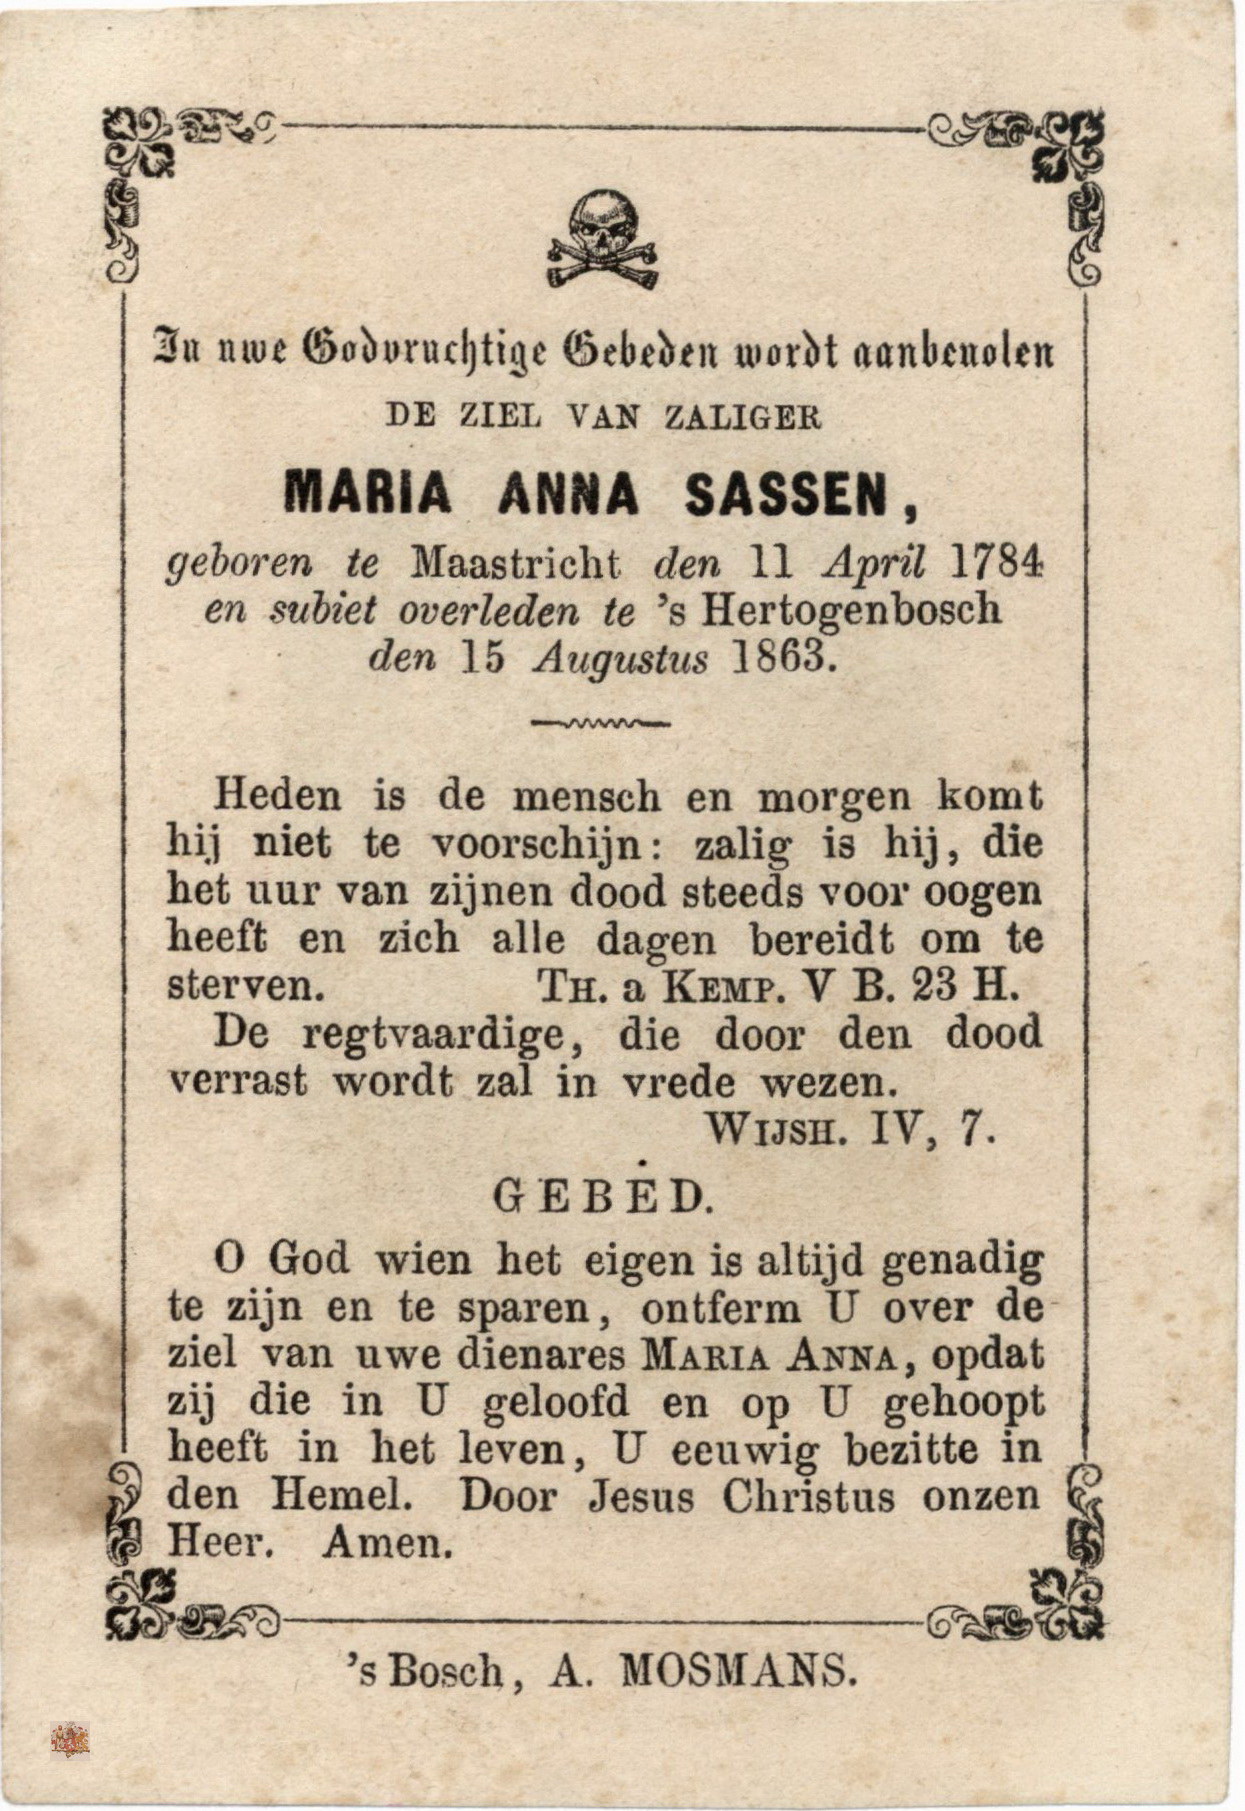 In uwe Godvruchtige Gebeden wordt aanbevolen
DE ZIEL VAN ZALIGER
MARIA ANNA SASSEN,
geboren te Maastricht den 11 April 1784
en subiet overleden te 's Hertogenbosch
den 15 Augustus 1863.
Heden is de mensch en morgen komt
hij niet te voorschijn: zalig is hij, die
het uur van zijnen dood steeds voor oogen
heeft en zich alle dagen bereidt om te
sterven. TH. a KEMP. V B. 23 H.
De regtvaardige, die door den dood
verrast wordt zal in vrede wezen.
WIJSH. IV, 7.
GEBED.
O God wien het eigen is altijd genadig
te zijn en te sparen, ontferm U over de
ziel van uwe dienares MARIA ANNA, opdat
zij die in U geloofd en op U gehoopt
heeft in het leven, U eeuwig bezitte in
den Hemel. Door Jesus Christus onzen
Heer. Amen.
's Bosch, A. MOSMANS.